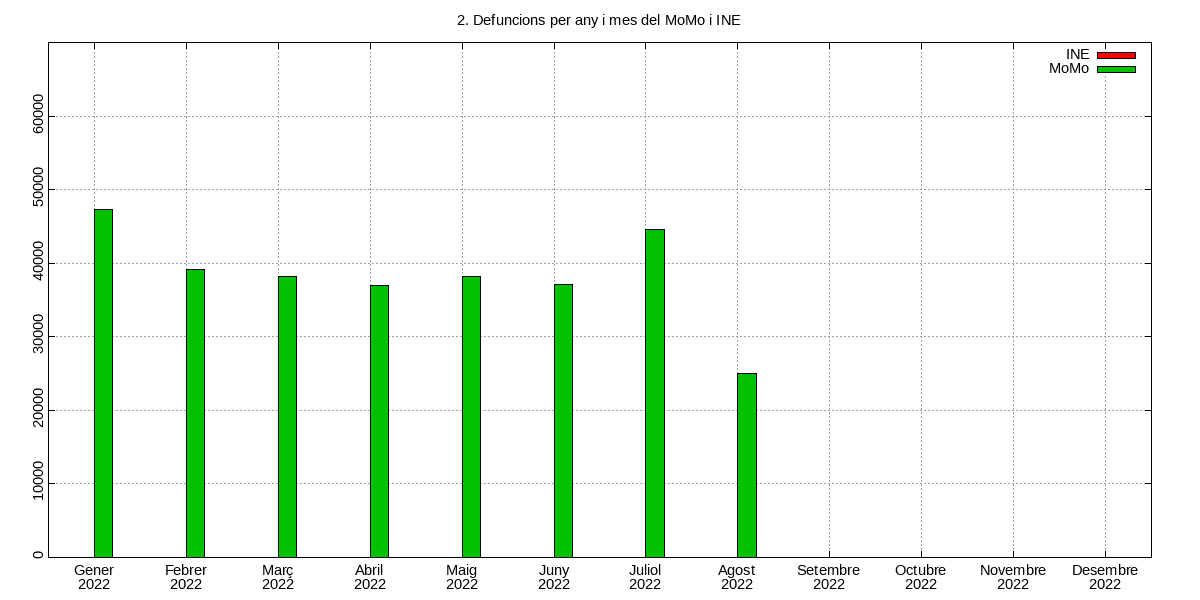 2. Defuncions per any i mes del MoMo i INE
INE
MoMo
60000
50000
40000
30000
20000
10000
0
Gener Febrer Març Abril Maig Juny Juliol Agost Setembre Octubre Novembre Desembre
2022 2022 2022 2022 2022 2022 2022 2022 2022 2022 2022 2022